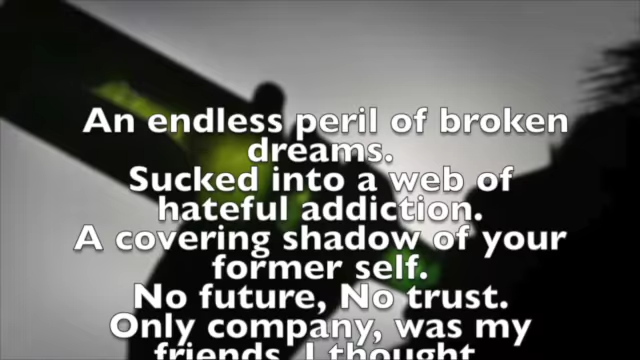 An endless peril of broken
dreams.
Sucked into a web of
hateful addiction.
A covering shadow of your
former self.
No future, No trust.
Only company, was my
friends, I thought